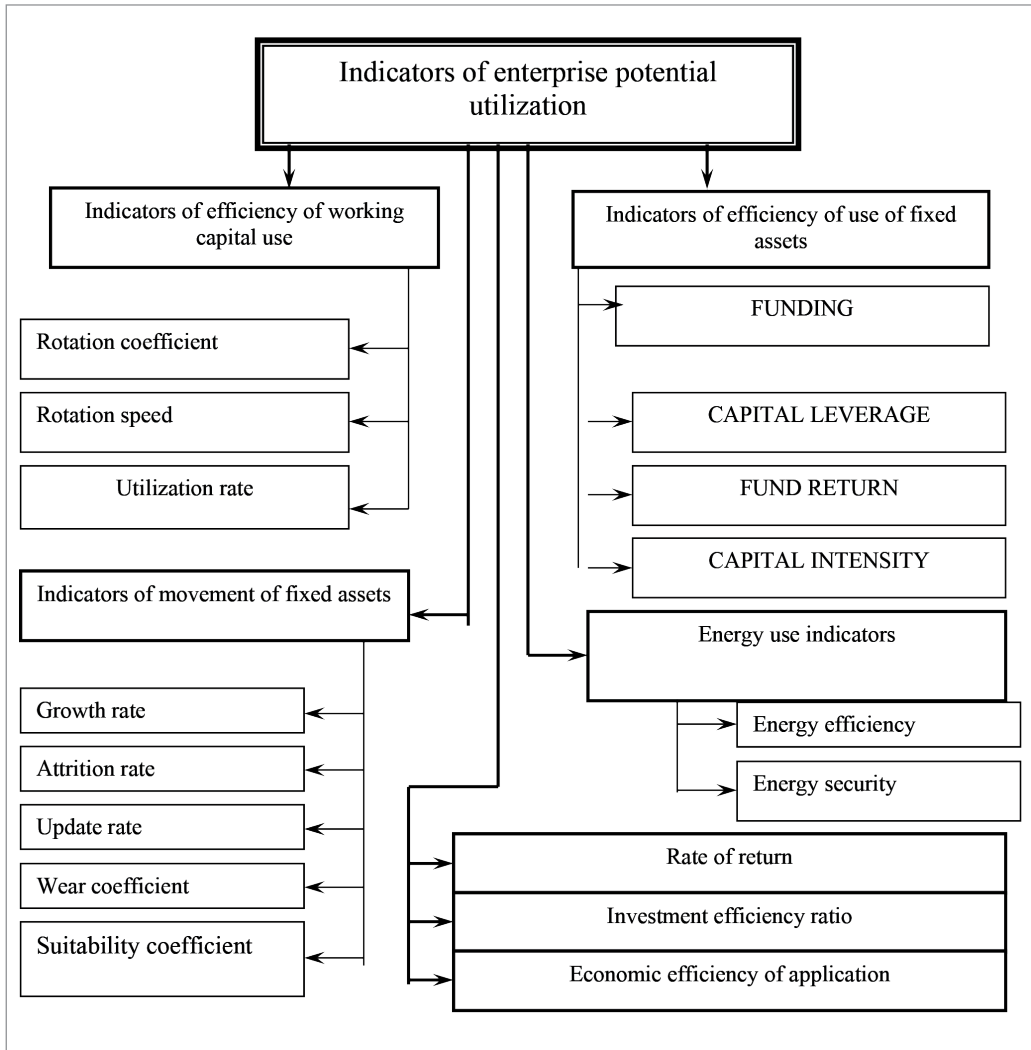 Indicators of enterprise potential
utilization
Indicators of efficiency of working
capital use
Rotation coefficient
Rotation speed
Utilization rate
Indicators of efficiency of use of fixed
assets
FUNDING
CAPITAL LEVERAGE
FUND RETURN
CAPITAL INTENSITY
Indicators of movement of fixed assets
Growth rate
Attrition rate
Update rate
Wear coefficient
Suitability coefficient
Energy use indicators
Energy efficiency
Energy security
Rate of return
Investment efficiency ratio
Economic efficiency of application